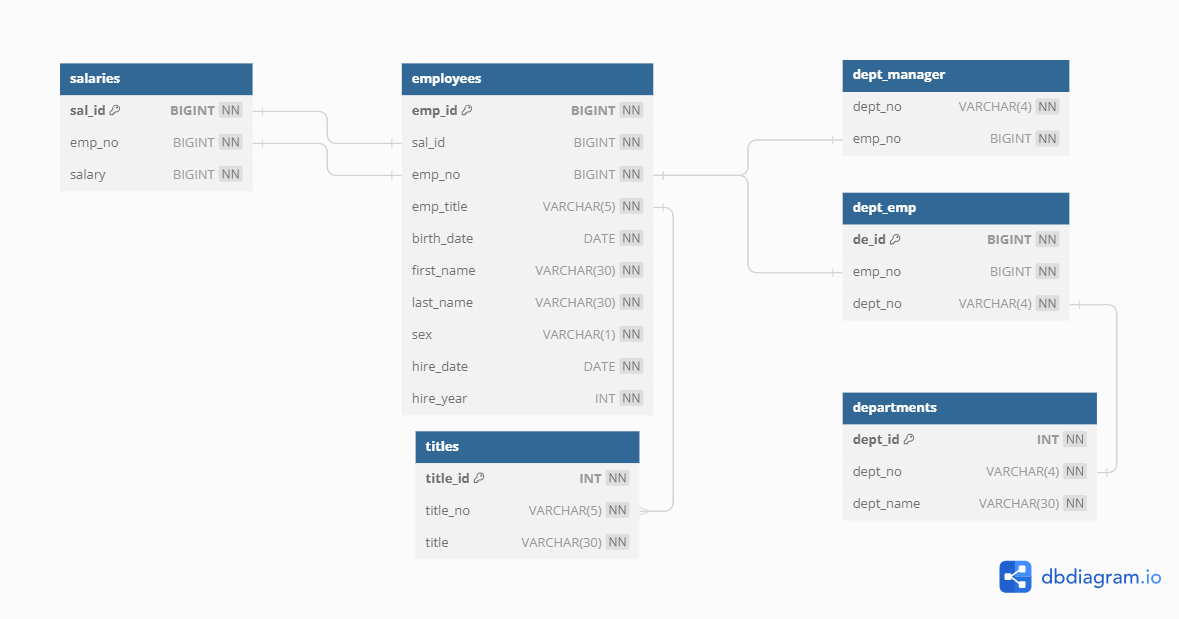 salaries
sal_id BIGINT NN
emp_no BIGINT NN
salary BIGINT NN
employees
emp_id BIGINT NN
sal_id BIGINT NN
emp_no BIGINT NN
emp_title VARCHAR(5) NN
birth_date DATE NN
first_name VARCHAR(30) NN
last_name VARCHAR(30) NN
sex VARCHAR(1) NN
hire_date DATE NN
hire_year INT NN
titles
title_id INT NN
title_no VARCHAR(5) NN
title VARCHAR(30) NN
dept_manager
dept_no VARCHAR(4) NN
emp_no BIGINT NN
dept_emp
de_id BIGINT NN
emp_no BIGINT NN
dept_no VARCHAR(4) NN
departments
dept_id INT NN
dept_no VARCHAR(4) NN
dept_name VARCHAR(30) NN
dbdiagram.io